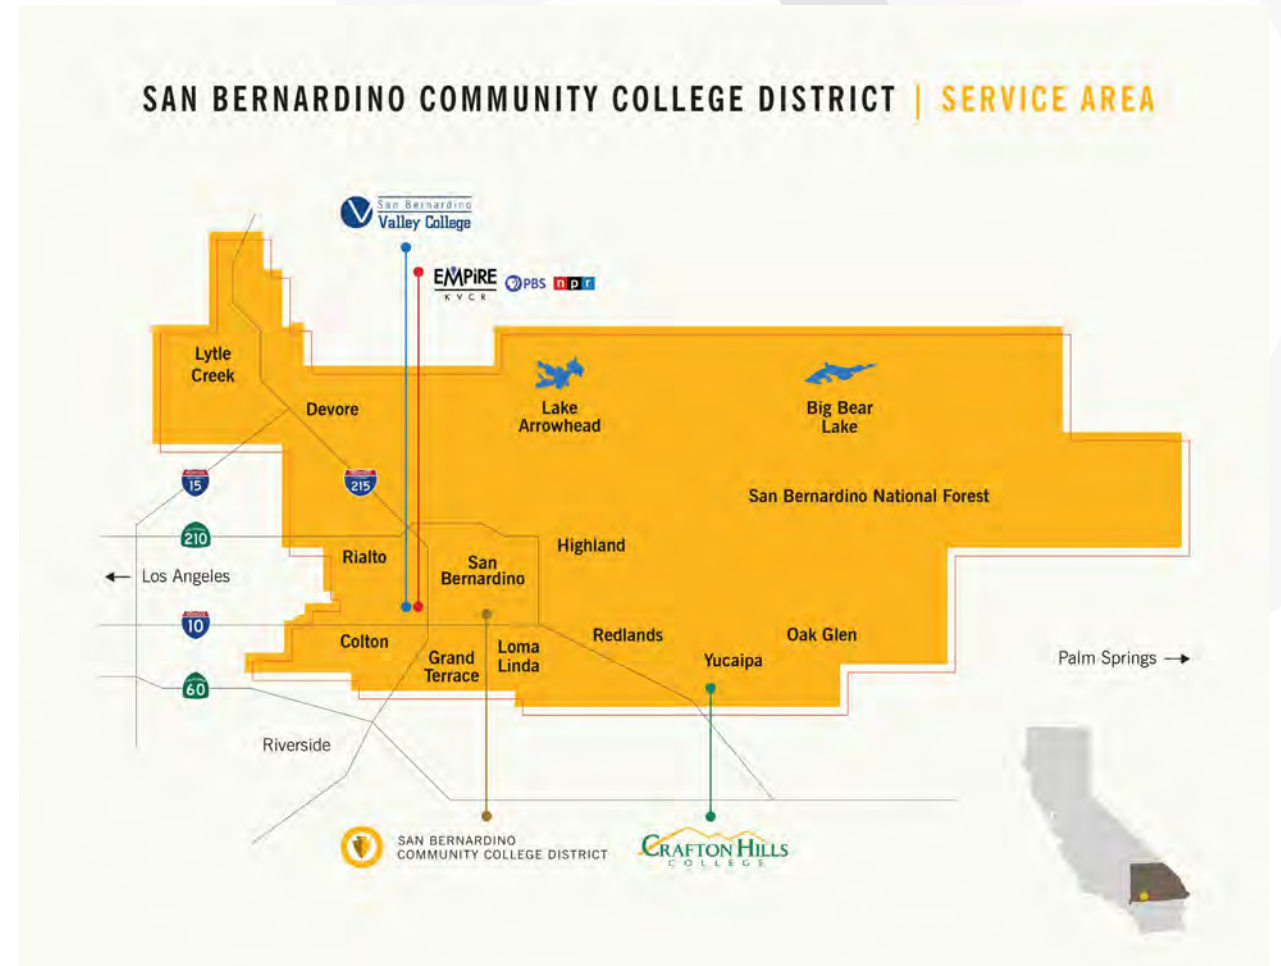 SAN BERNARDINO COMMUNITY COLLEGE DISTRICT | SERVICE AREA
San Bernardino
Valley College
EMPIRE
KVCR
PBS
npr
Lytle
Creek
Devore
Lake
Arrowhead
Big Bear
Lake
15
215
San Bernardino National Forest
210
Rialto
San
Bernardino
Highland
← Los Angeles
10
Colton
Grand
Terrace
Loma
Linda
Redlands
Oak Glen
Yucaipa
Palm Springs →
60
Riverside
SAN BERNARDINO
COMMUNITY COLLEGE DISTRICT
CRAFTON HILLS
COLLEGE